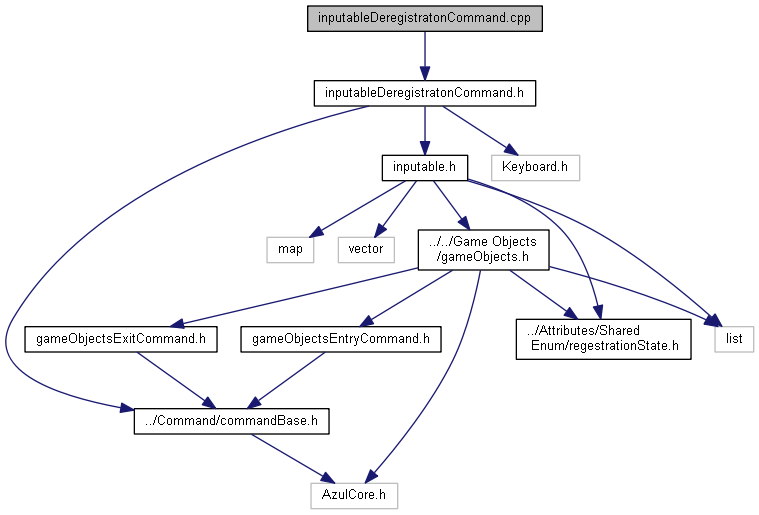 inputableDeregistratonCommand.cpp
inputableDeregistratonCommand.h
inputable.h
Keyboard.h
map
vector
../../Game Objects
/gameObjects.h
gameObjectsExitCommand.h
gameObjectsEntryCommand.h
../Attributes/Shared
Enum/regestrationState.h
list
../Command/commandBase.h
AzulCore.h